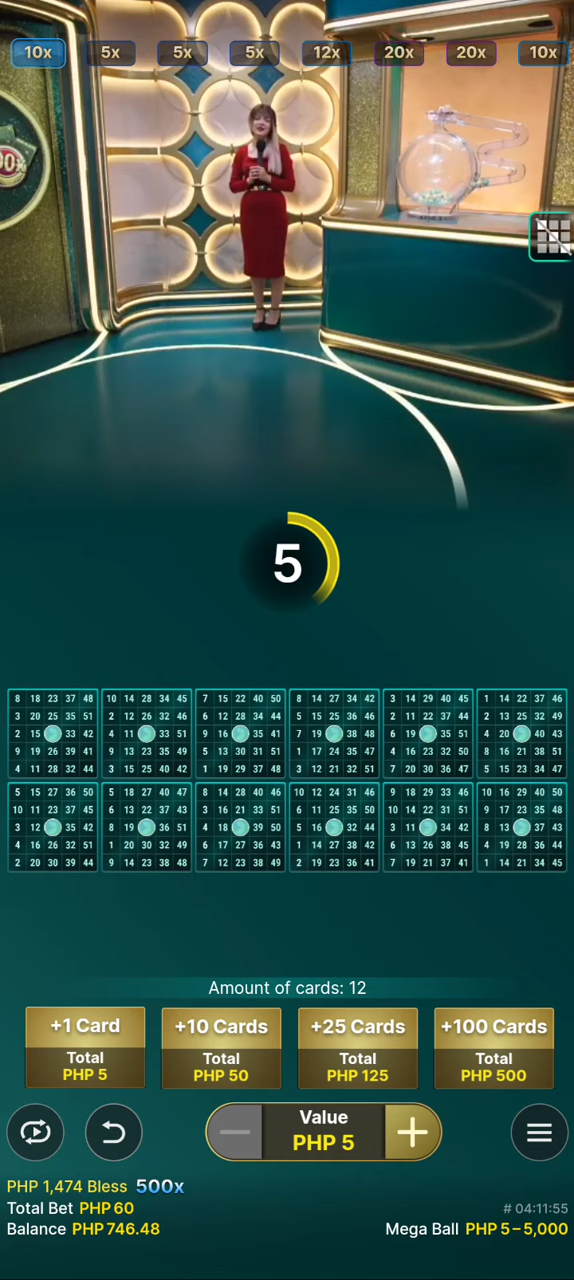 10x 5x 5x 5x 12x 20x 20x 10x
5
8 18 23 37 48
3 20 25 35 51
2 15 33 42
9 19 26 39 41
4 11 28 32 44
10 14 28 34 45
2 12 26 32 46
4 11 33 51
9 13 23 35 49
3 15 25 40 42
7 15 22 40 50
6 12 28 34 44
9 16 35 41
5 13 30 31 51
1 19 29 37 48
8 14 27 34 42
5 15 25 36 46
7 19 38 48
1 17 24 35 47
3 12 21 32 51
3 14 29 40 45
2 11 22 37 44
6 19 35 51
4 18 26 34 43
7 20 30 36 47
1 14 22 37 46
2 13 25 32 49
4 20 40 43
8 16 21 38 51
5 15 23 34 47
5 15 27 36 50
10 11 23 37 45
3 12 35 42
4 16 26 32 51
2 20 30 39 44
5 18 27 40 47
6 13 22 37 43
8 19 36 51
1 20 30 32 49
9 14 23 38 48
8 14 28 40 46
3 16 21 33 51
4 18 39 50
6 17 27 36 43
7 12 23 38 49
10 12 24 31 46
6 11 25 35 50
5 16 32 44
1 14 27 38 42
2 19 23 36 41
9 18 29 31 46
10 14 22 31 51
3 11 34 42
6 13 26 38 45
7 19 21 37 41
10 16 29 40 50
9 17 23 35 48
8 13 37 43
4 19 28 36 44
1 14 21 34 45
Amount of cards: 12
+1 Card +10 Cards +25 Cards +100 Cards
Total Total Total Total
PHP 5 PHP 50 PHP 125 PHP 500
Value
PHP 5
PHP 1,474 Bless 500x
Total Bet PHP 60 # 04:11:55
Balance PHP 746.48 Mega Ball PHP 5–5,000